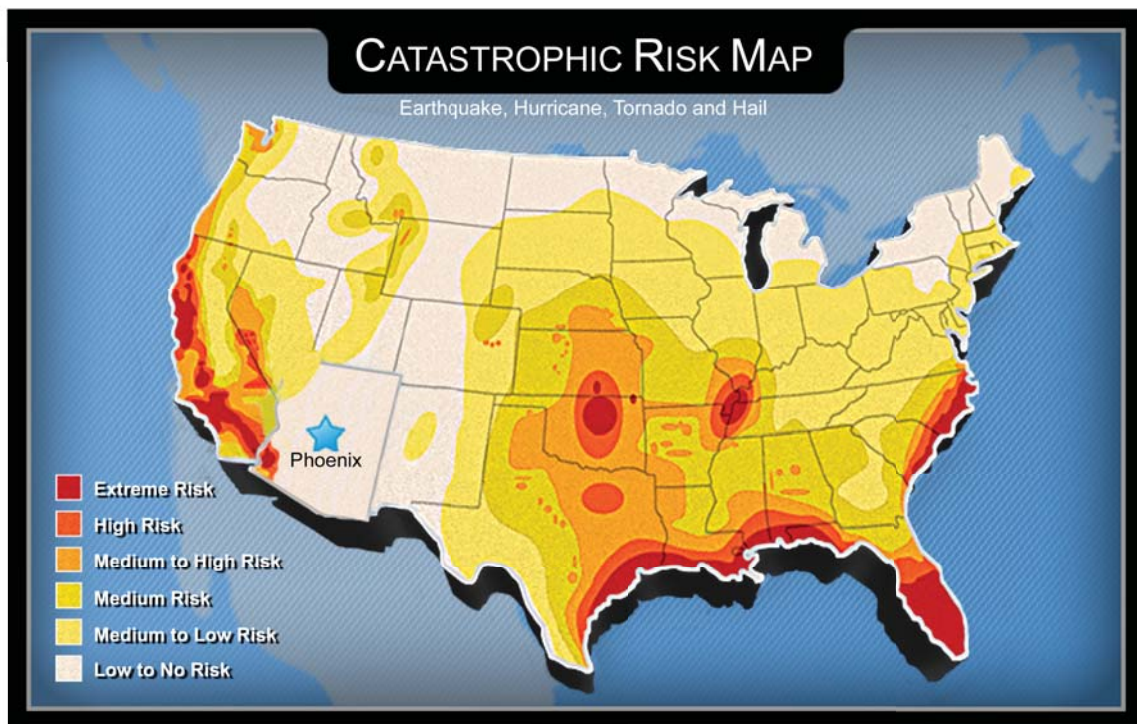 CATASTROPHIC RISK MAP
Earthquake, Hurricane, Tornado and Hail
Phoenix
Extreme Risk
High Risk
Medium to High Risk
Medium Risk
Medium to Low Risk
Low to No Risk